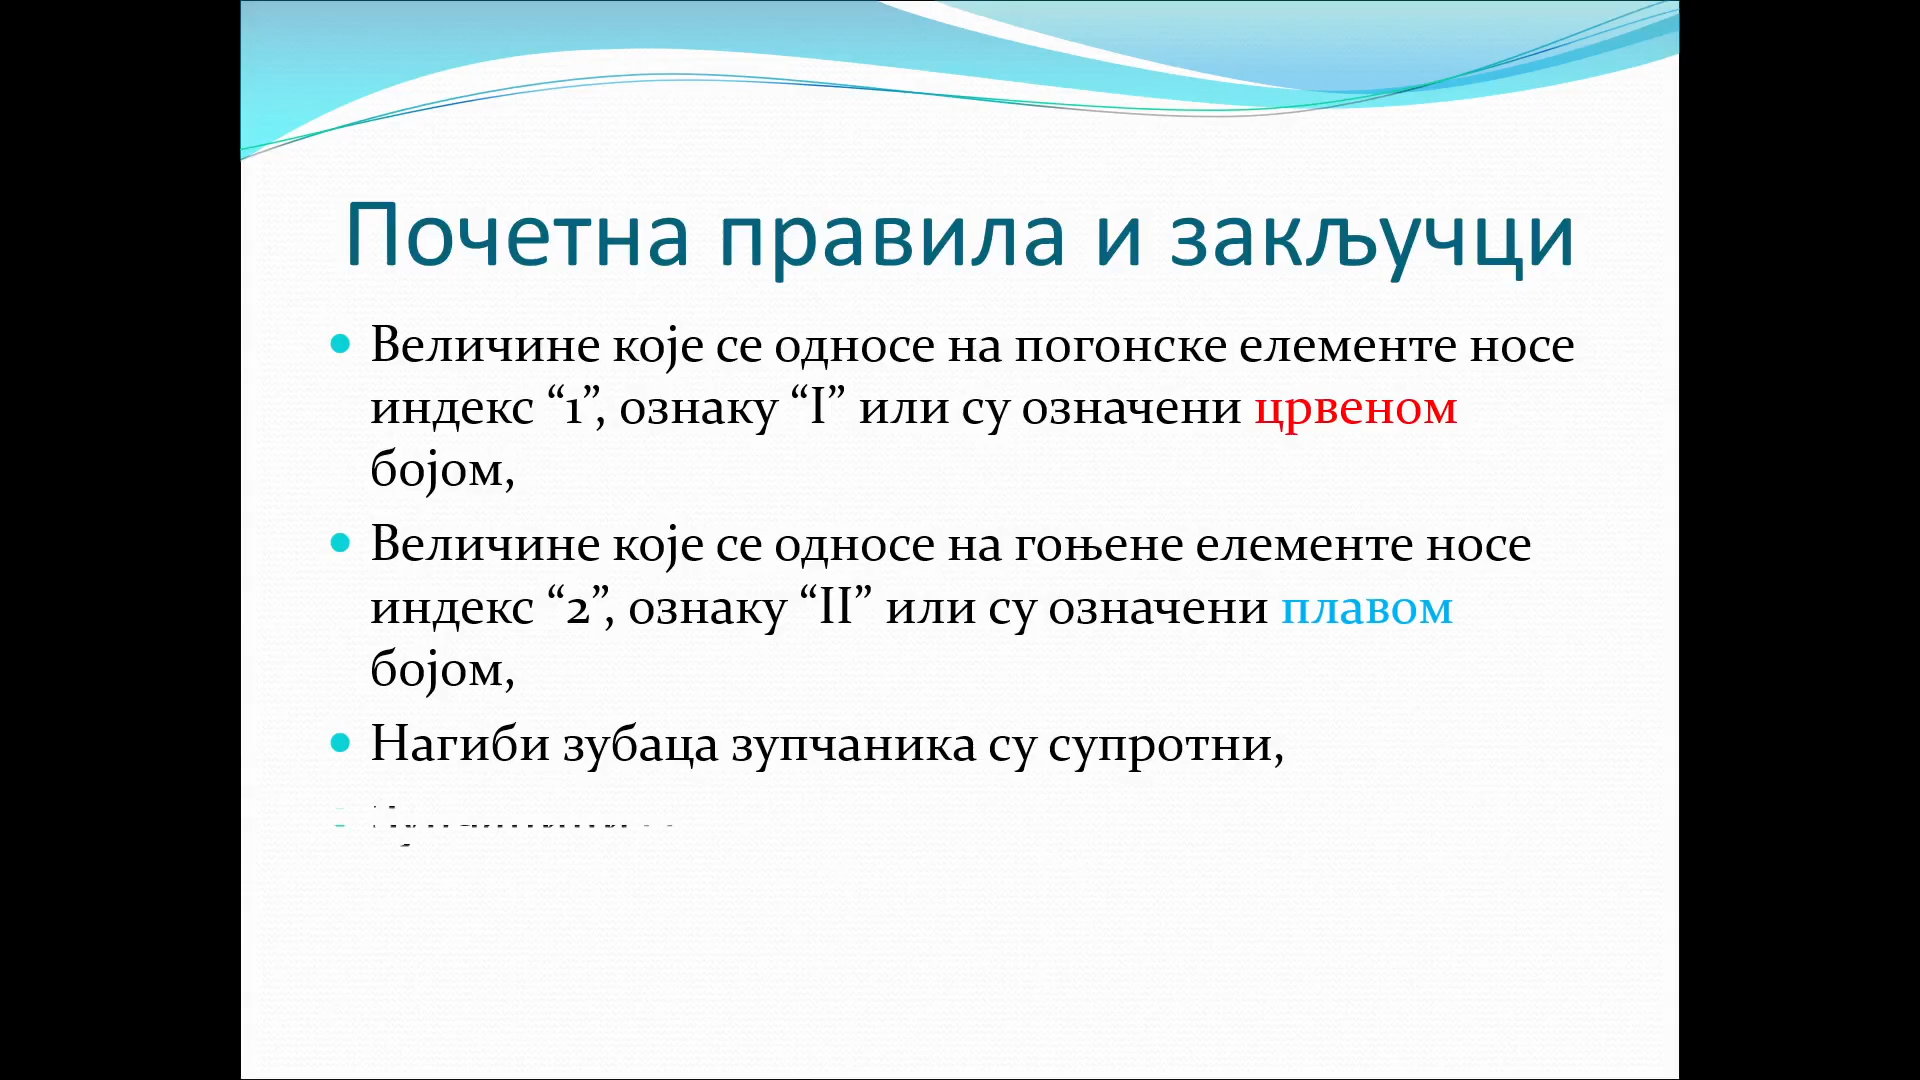 Почетна правила и закључци
Величине које се односе на погонске елементе носе
индекс “1”, ознаку “I” или су означени црвеном
бојом,
Величине које се односе на гоњене елементе носе
индекс “2”, ознаку “II” или су означени плавом
бојом,
Нагиби зубаца зупчаника су супротни,